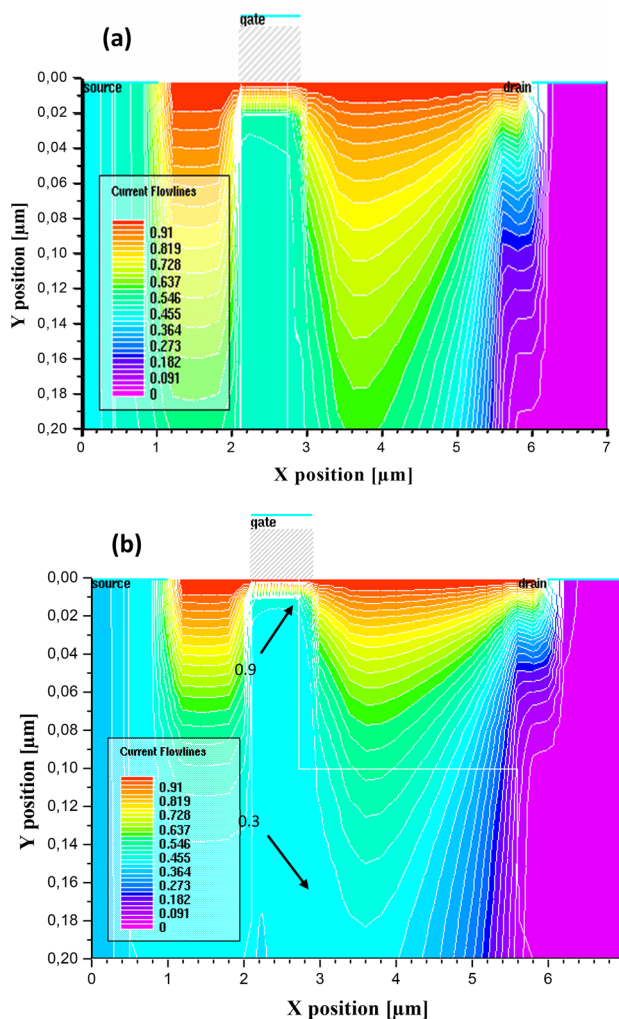 (a)
gate
0,00
source
drain
0,02
0,04
0,06
0,08
0,10
0,12
0,14
0,16
0,18
0,20
Y position [µm]
Current Flowlines
0.91
0.819
0.728
0.637
0.546
0.455
0.364
0.273
0.182
0.091
0
0 1 2 3 4 5 6 7
X position [µm]
(b)
gate
0,00
source
drain
0,02
0,04
0,06
0,08
0,10
0,12
0,14
0,16
0,18
0,20
Y position [µm]
0.9
0.3
Current Flowlines
0.91
0.819
0.728
0.637
0.546
0.455
0.364
0.273
0.182
0.091
0
0 1 2 3 4 5 6
X position [µm]